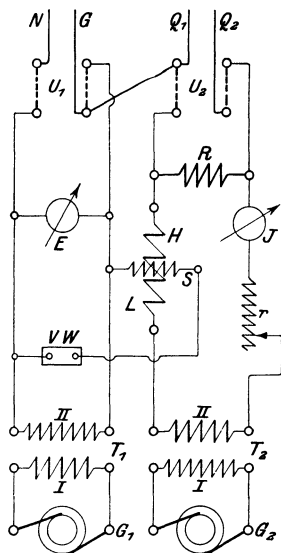 N G Q1 Q2
U1 U2
R
E H J
S
L r
VW
II II
T1 T2
I I
G1 G2